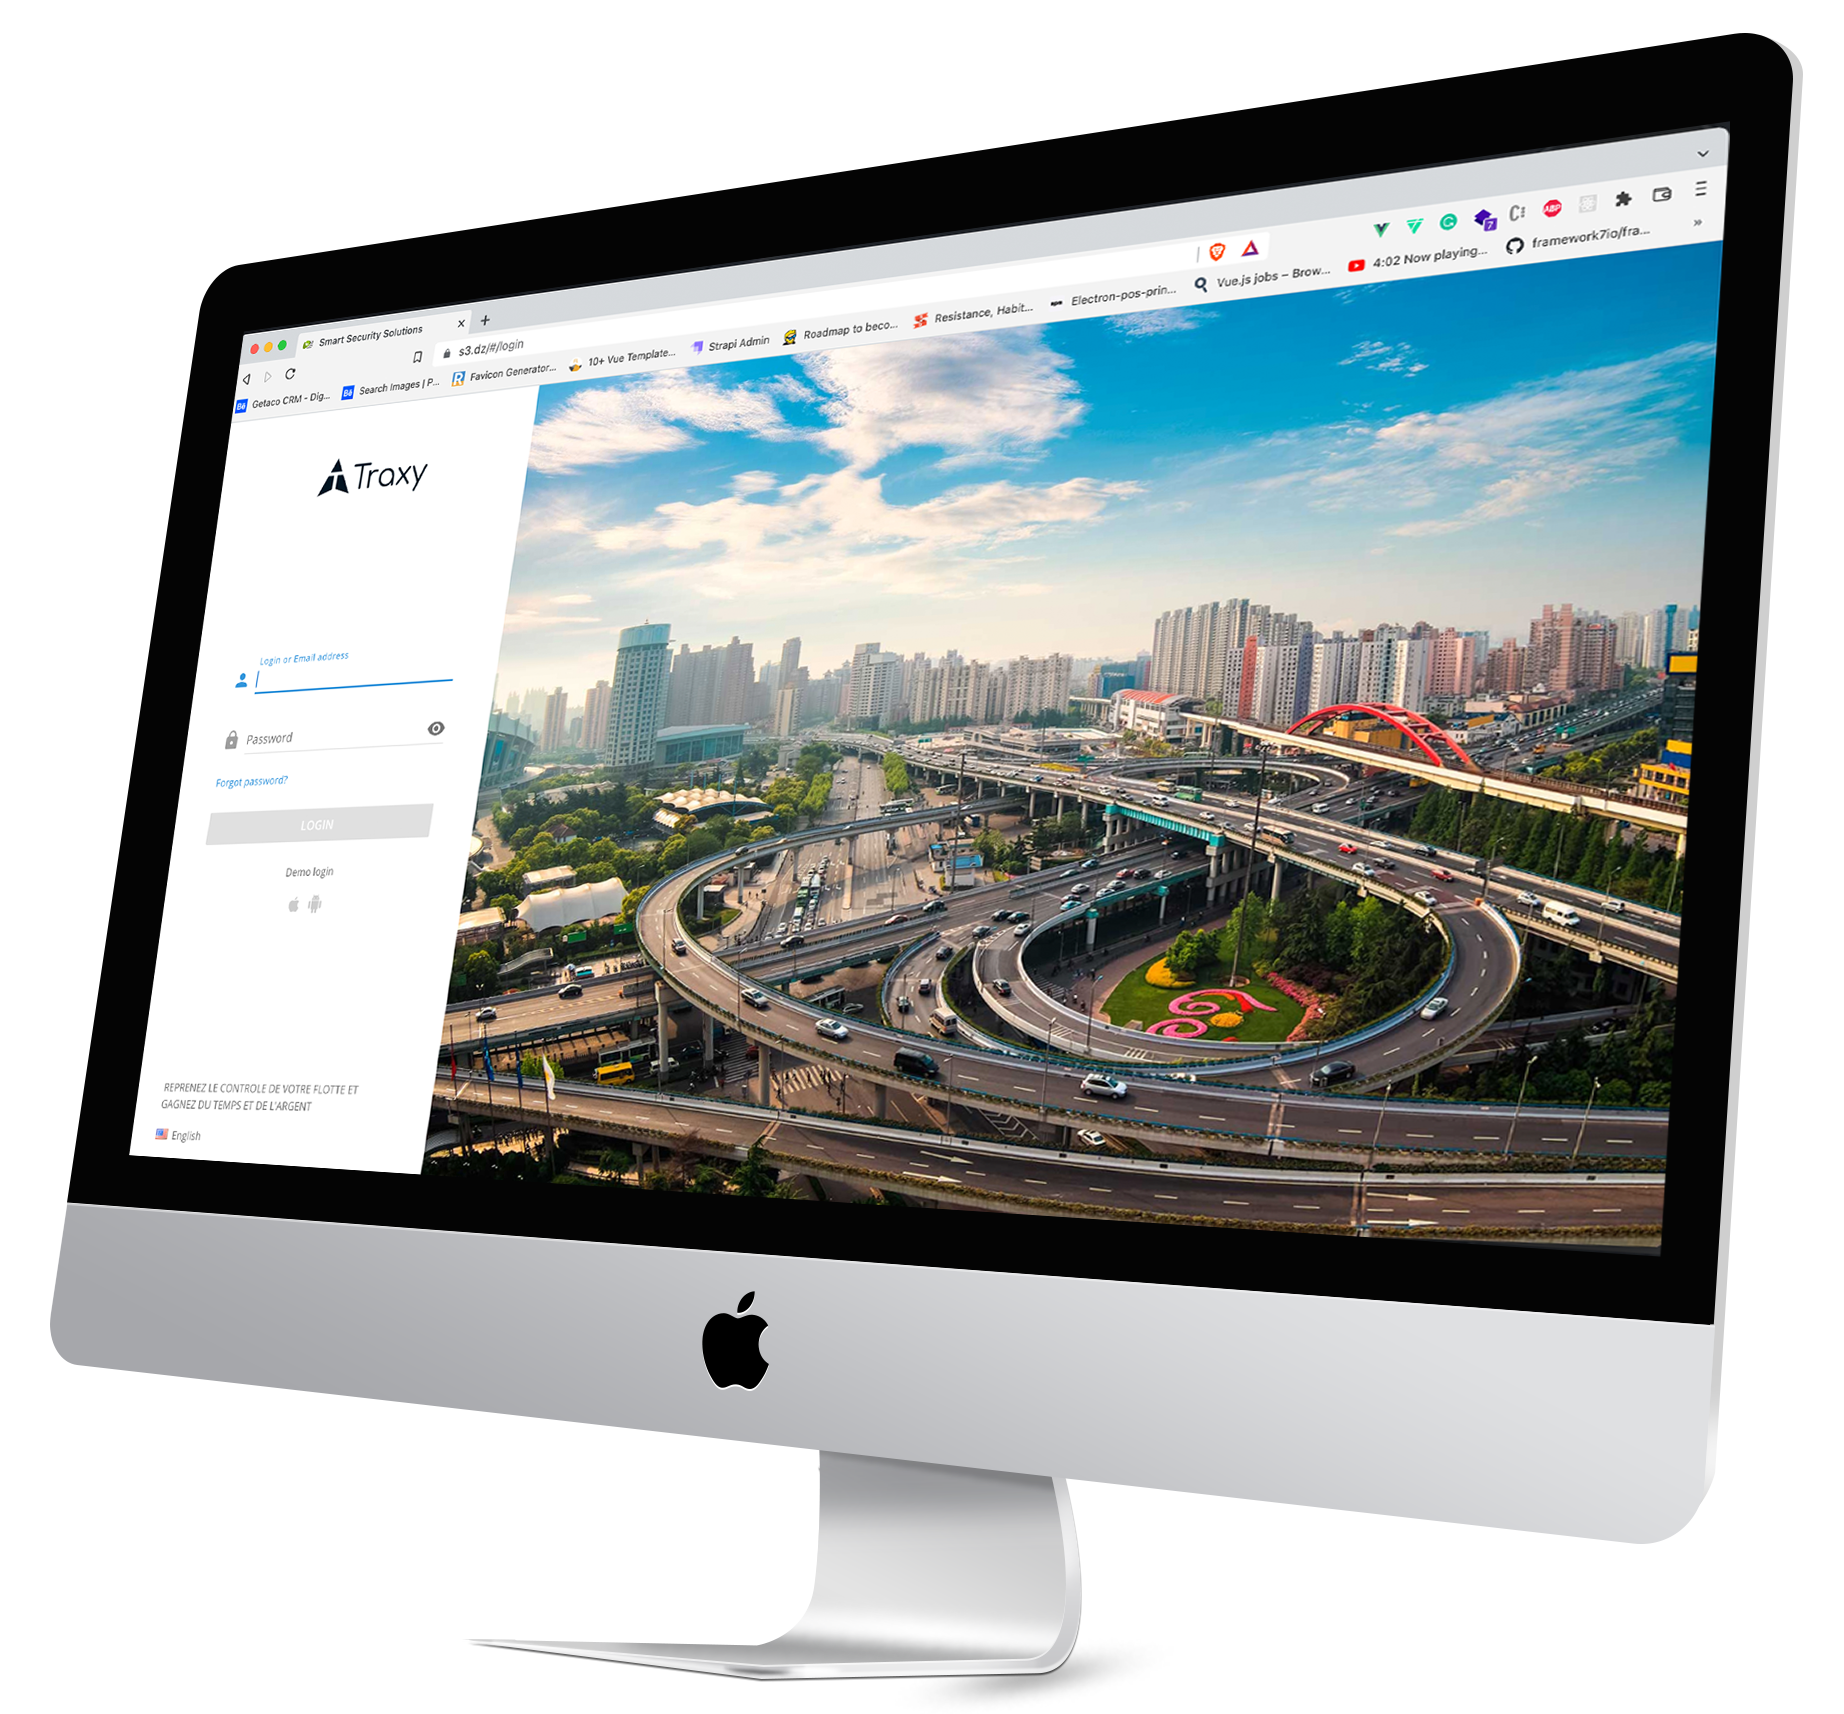 Smart Security Solutions
s3.dz/#/login
Getaco CRM - Dig...
Search Images | P...
Favicon Generator...
10+ Vue Template...
Strapi Admin
Roadmap to beco...
Resistance, Habit...
Electron-pos-prin...
Vue.js jobs – Brow...
4:02 Now playing...
framework7io/fra...
ABP
7
Traxy
Login or Email address
Password
Forgot password?
LOGIN
Demo login
REPRENEZ LE CONTROLE DE VOTRE FLOTTE ET
GAGNEZ DU TEMPS ET DE L'ARGENT
English